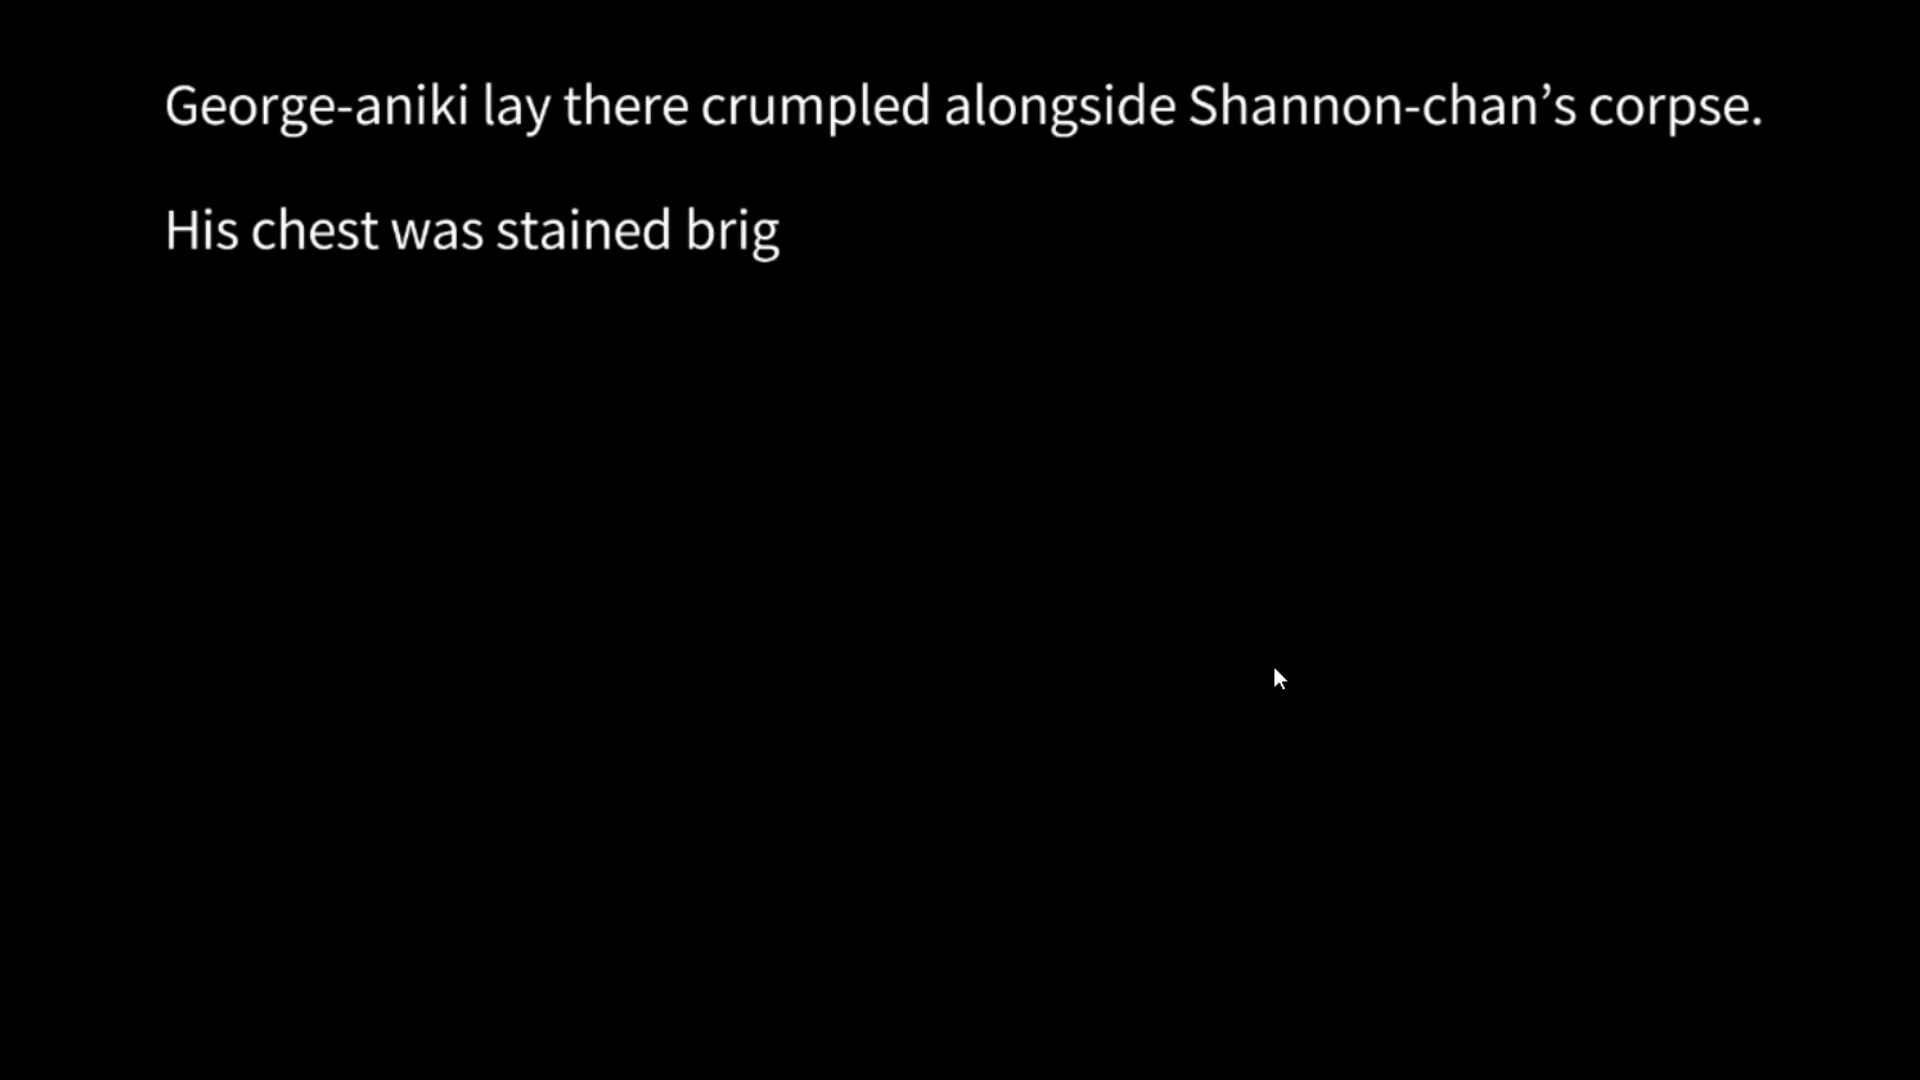 George-aniki lay there crumpled alongside Shannon-chan’s corpse.
His chest was stained brig